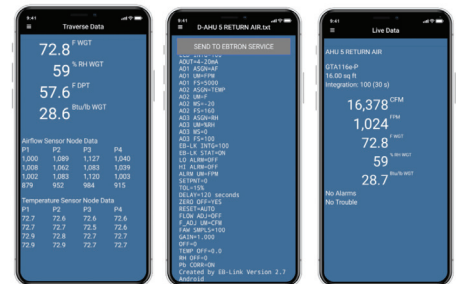 9:41
Traverse Data
72.8 F WGT
59 % RH WGT
57.6 F DPT
28.6 Btu/lb WGT
Airflow Sensor Node Data
P1 P2 P3 P4
1,000 1,089 1,127 1,040
1,008 1,062 1,083 1,039
1,002 1,083 1,120 1,003
879 952 984 915
Temperature Sensor Node Data
P1 P2 P3 P4
72.7 72.6 72.6 72.6
72.7 72.7 72.5 72.6
72.9 72.8 72.7 72.7
72.9 72.9 72.7 72.7
9:41
D-AHU 5 RETURN AIR.txt
SEND TO EBTRON SERVICE
AOUT=4-20mA
AO1 ASGN=AF
AO1 UM=FPM
AO1 FS=5000
AO2 ASGN=TEMP
AO2 UM=F
AO2 MS=-20
AO2 FS=160
AO3 ASGN=RH
AO3 UM=%RH
AO3 MS=0
AO3 FS=100
EB-LK INTG=100
EB-LK STAT=ON
LO ALRM=OFF
HI ALRM=OFF
ALRM UM=FPM
SETPNT=0
TOL=15%
DELAY=120 seconds
ZERO OFF=YES
RESET=AUTO
FLOW ADJ=OFF
F_ADJ UM=CFM
FAW SMPLS=100
GAIN=1.000
OFF=0
TEMP OFF=0.0
RH OFF=0
Pb CORR=ON
Created by EB-Link Version 2.7
Android
9:41
Live Data
AHU 5 RETURN AIR
GTA116e-P
16.00 sq ft
Integration: 100 (30 s)
16,378 CFM
1,024 FPM
72.8 F WGT
59 % RH WGT
28.7 Btu/lb WGT
No Alarms
No Trouble